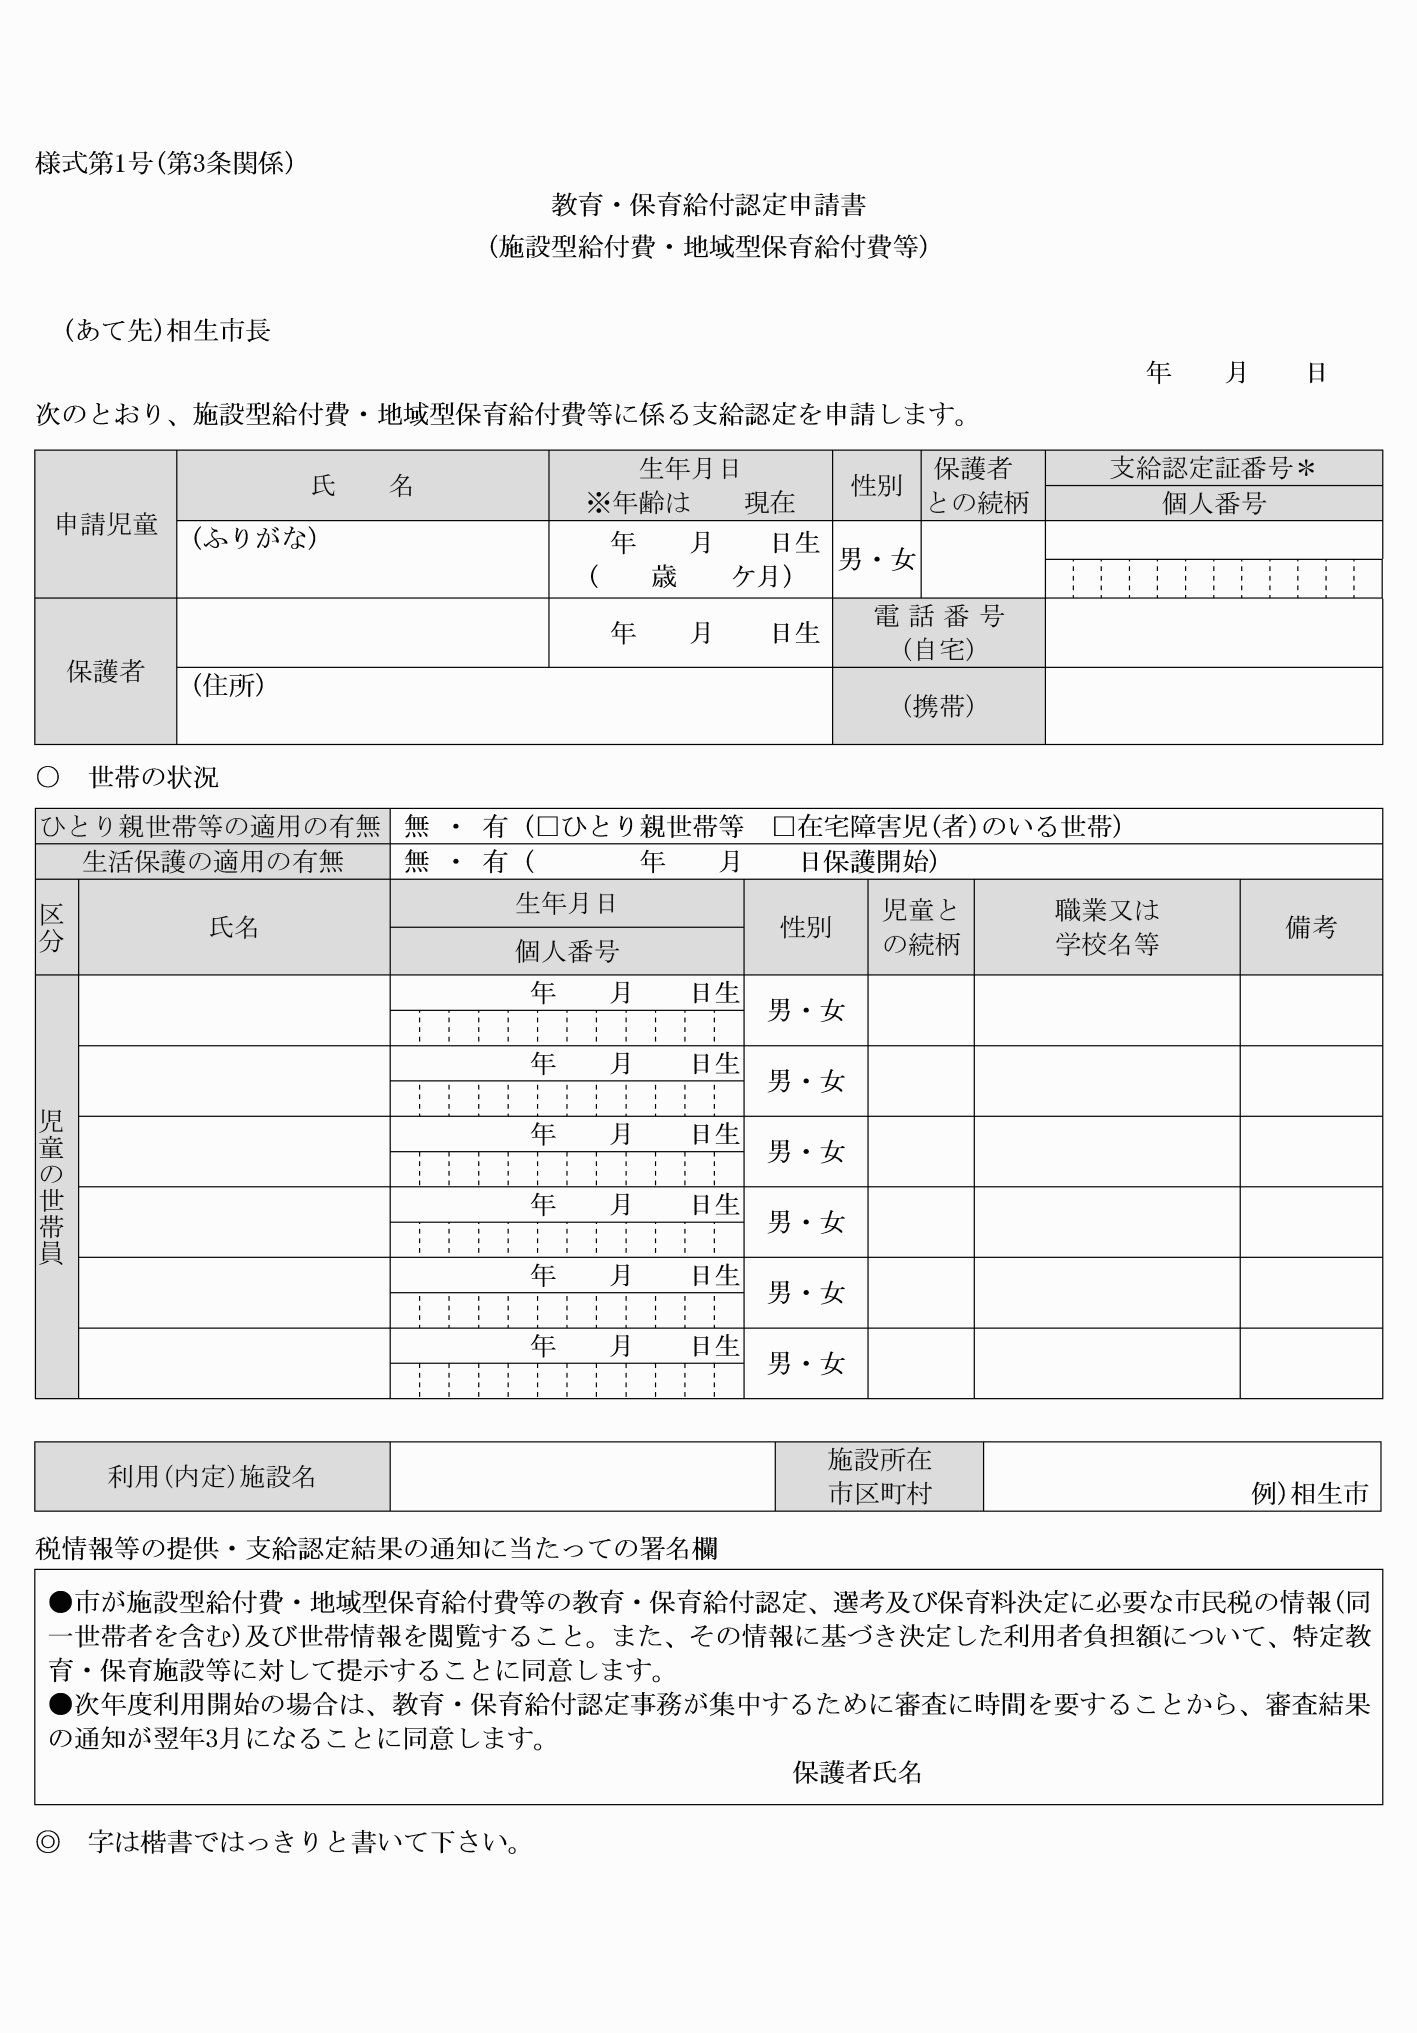 様式第1号(第3条関係)
教育・保育給付認定申請書
(施設型給付費・地域型保育給付費等)
(あて先)相生市長
年　　月　　日
次のとおり、施設型給付費・地域型保育給付費等に係る支給認定を申請します。
申請児童
氏　　名
生年月日
※年齢は　　現在
性別
保護者
との続柄
支給認定証番号＊
個人番号
(ふりがな)
年　　月　　日生
(　　歳　　ケ月)
男・女
保護者
年　　月　　日生
電話番号
(自宅)
(住所)
(携帯)
○　世帯の状況
ひとり親世帯等の適用の有無
無 ・ 有 (□ひとり親世帯等　□在宅障害児(者)のいる世帯)
生活保護の適用の有無
無 ・ 有 (　　　　年　　月　　日保護開始)
区分
氏名
生年月日
個人番号
性別
児童と
の続柄
職業又は
学校名等
備考
児童の世帯員
年　　月　　日生
男・女
年　　月　　日生
男・女
年　　月　　日生
男・女
年　　月　　日生
男・女
年　　月　　日生
男・女
年　　月　　日生
男・女
利用(内定)施設名
施設所在
市区町村
例)相生市
税情報等の提供・支給認定結果の通知に当たっての署名欄
●市が施設型給付費・地域型保育給付費等の教育・保育給付認定、選考及び保育料決定に必要な市民税の情報(同
一世帯者を含む)及び世帯情報を閲覧すること。また、その情報に基づき決定した利用者負担額について、特定教
育・保育施設等に対して提示することに同意します。
●次年度利用開始の場合は、教育・保育給付認定事務が集中するために審査に時間を要することから、審査結果
の通知が翌年3月になることに同意します。
保護者氏名
◎　字は楷書ではっきりと書いて下さい。